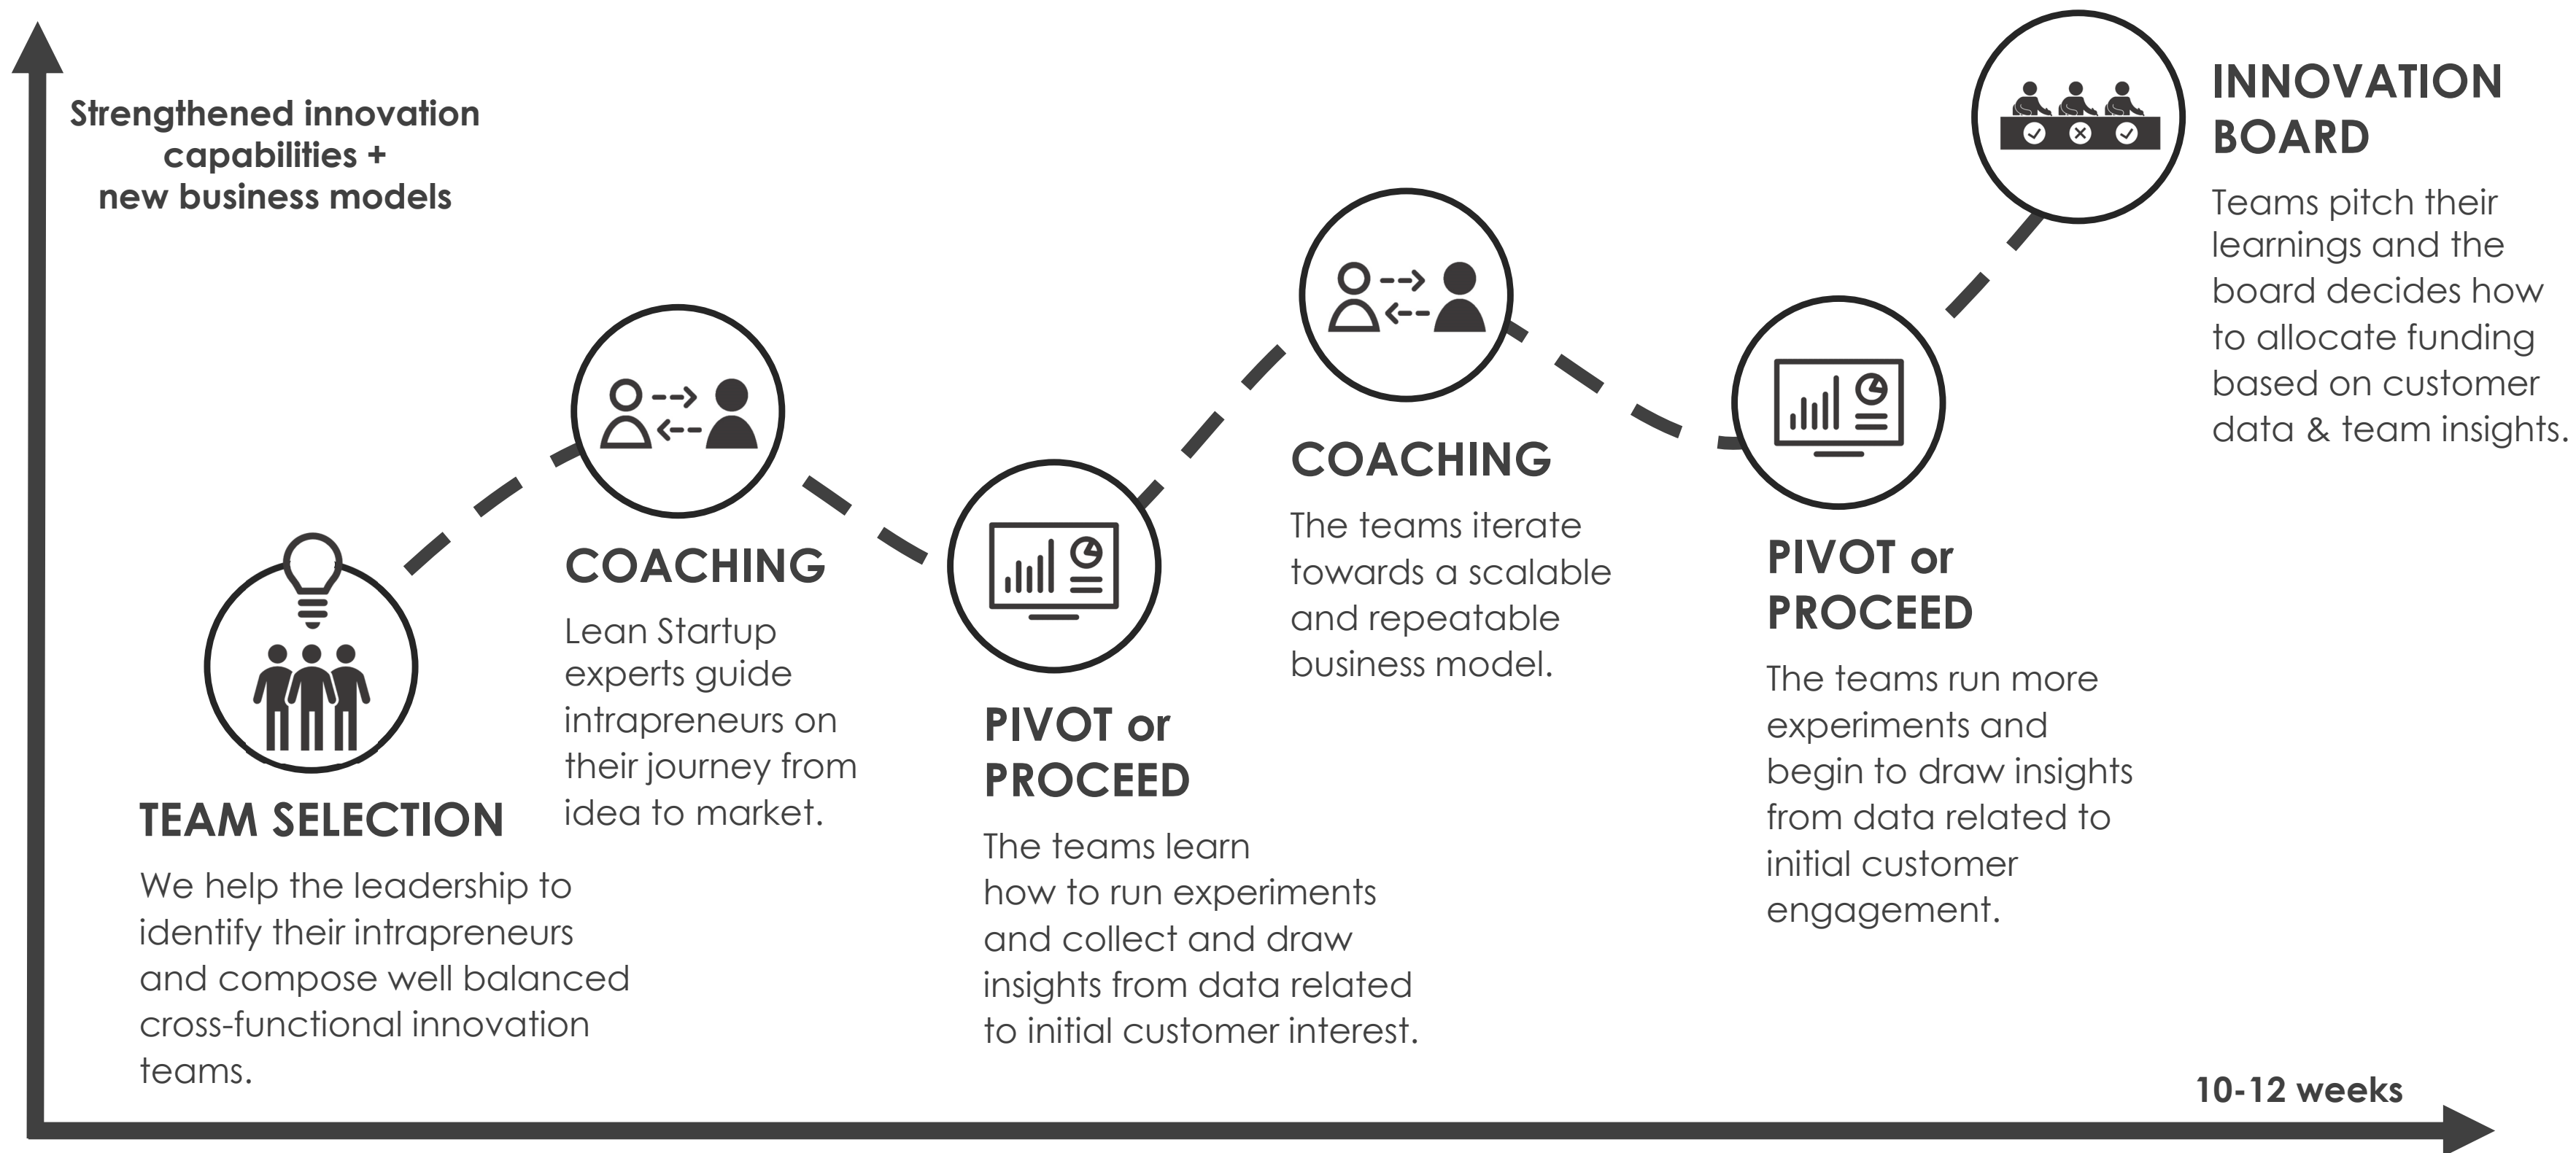 Strengthened innovation
capabilities +
new business models
TEAM SELECTION
We help the leadership to
identify their intrapreneurs
and compose well balanced
cross-functional innovation
teams.
COACHING
Lean Startup
experts guide
intrapreneurs on
their journey from
idea to market.
PIVOT or
PROCEED
The teams learn
how to run experiments
and collect and draw
insights from data related
to initial customer interest.
COACHING
The teams iterate
towards a scalable
and repeatable
business model.
PIVOT or
PROCEED
The teams run more
experiments and
begin to draw insights
from data related to
initial customer
engagement.
INNOVATION
BOARD
Teams pitch their
learnings and the
board decides how
to allocate funding
based on customer
data & team insights.
10-12 weeks